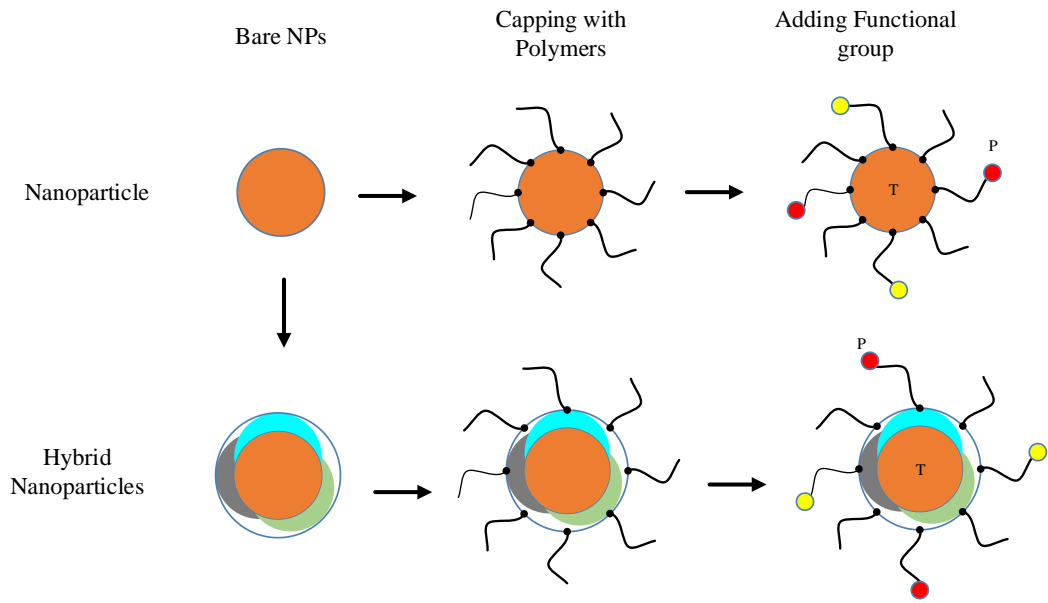 Bare NPs
Capping with
Polymers
Adding Functional
group
Nanoparticle
P
T
Hybrid
Nanoparticles
P
T